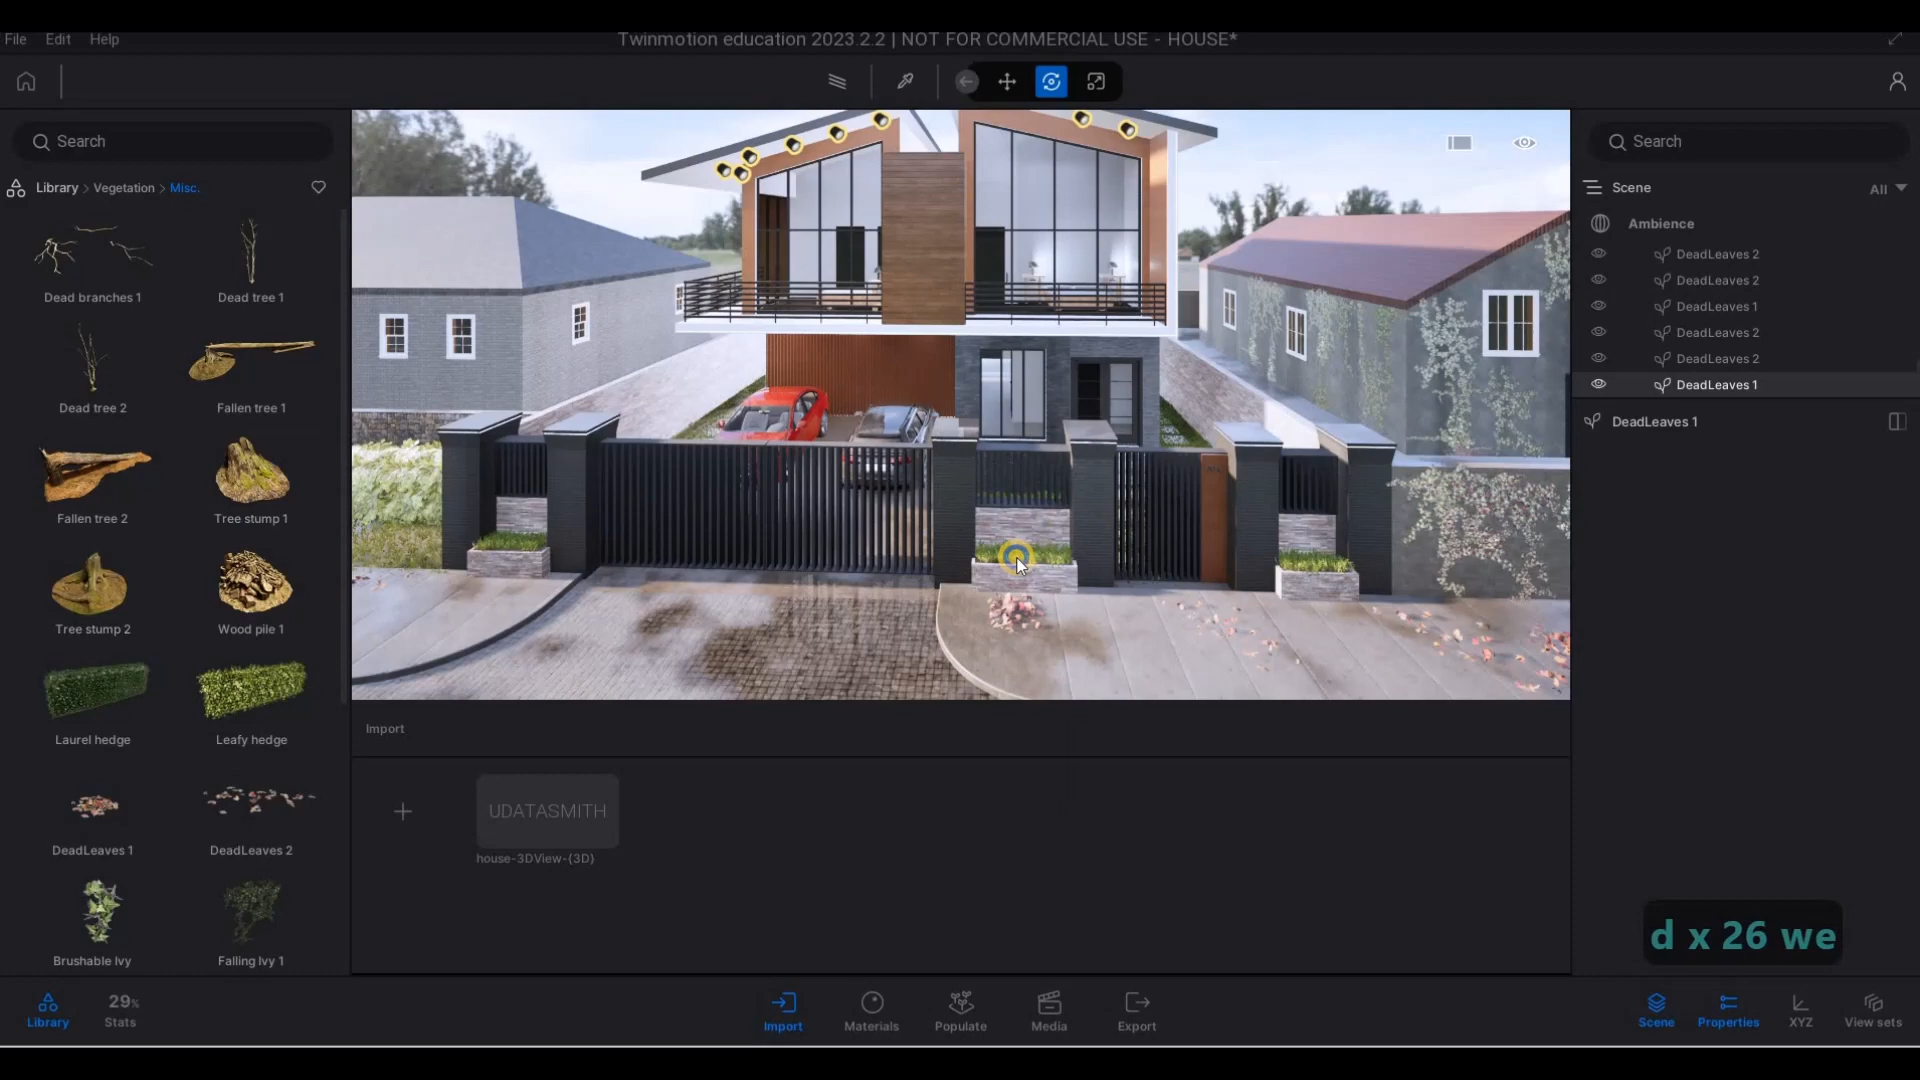 File Edit Help
Twinmotion education 2023.2.2 | NOT FOR COMMERCIAL USE - HOUSE*
Search
Library > Vegetation > Misc.
Dead branches 1
Dead tree 1
Dead tree 2
Fallen tree 1
Fallen tree 2
Tree stump 1
Tree stump 2
Wood pile 1
Laurel hedge
Leafy hedge
DeadLeaves 1
DeadLeaves 2
Brushable Ivy
Falling Ivy 1
Import
UDATASMITH
house-3DView-{3D}
Search
Scene
All
Ambience
DeadLeaves 2
DeadLeaves 2
DeadLeaves 1
DeadLeaves 2
DeadLeaves 2
DeadLeaves 1
DeadLeaves 1
d x 26 we
Library
29%
Stats
Import
Materials
Populate
Media
Export
Scene
Properties
XYZ
View sets